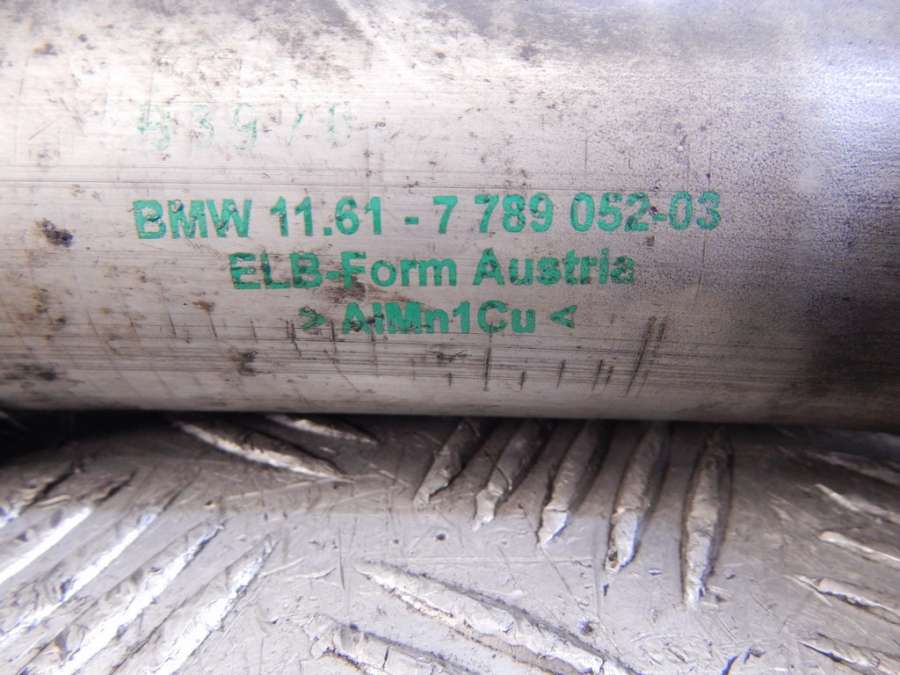 BMW 11.61 - 7 789 052-03
ELB-Form Austria
> AlMn1Cu <